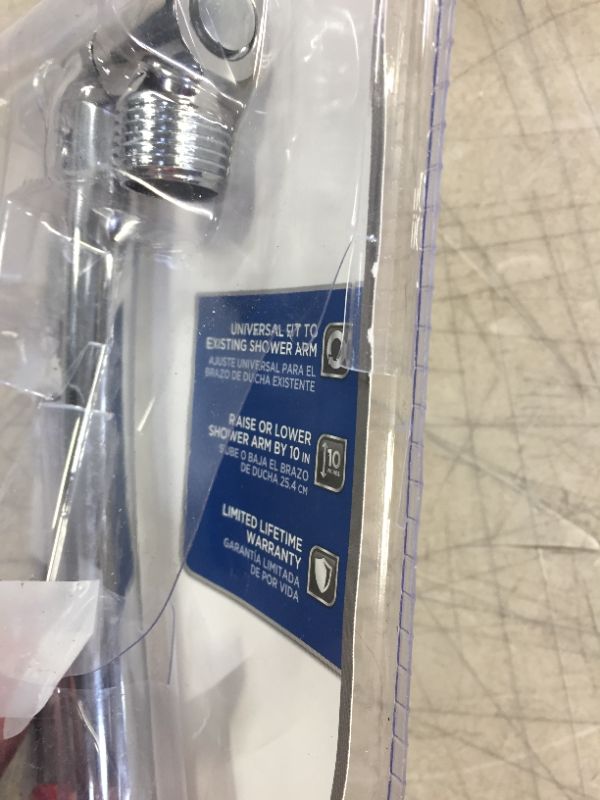 UNIVERSAL FIT TO
EXISTING SHOWER ARM
AJUSTE UNIVERSAL PARA EL
BRAZO DE DUCHA EXISTENTE
RAISE OR LOWER
SHOWER ARM BY 10 IN
SUBE O BAJA EL BRAZO
DE DUCHA 25,4 CM
10
LIMITED LIFETIME
WARRANTY
GARANTÍA LIMITADA
DE POR VIDA